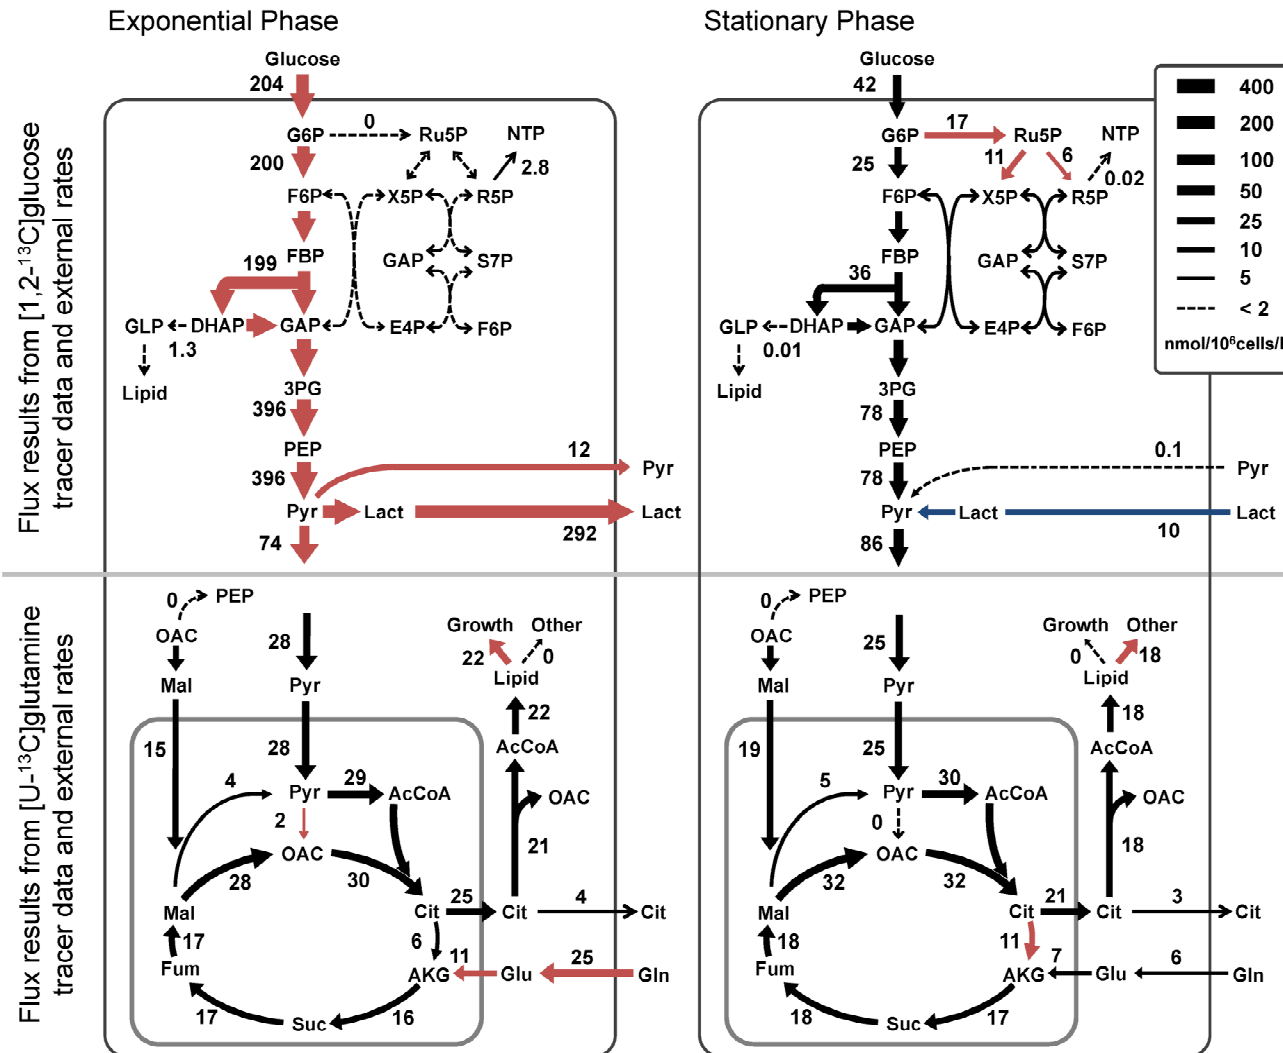 Exponential Phase
Stationary Phase
Flux results from [1,2-¹³C]glucose
tracer data and external rates
Glucose
204
G6P
0
Ru5P
NTP
200
2.8
F6P
X5P
R5P
FBP
199
GAP
S7P
GLP
DHAP
GAP
E4P
F6P
1.3
Lipid
3PG
396
PEP
396
12
Pyr
Pyr
Lact
292
Lact
74
Glucose
42
G6P
17
Ru5P
NTP
25
11
6
0.02
F6P
X5P
R5P
FBP
36
GAP
S7P
GLP
DHAP
GAP
E4P
F6P
0.01
Lipid
3PG
78
PEP
78
0.1
Pyr
Pyr
Lact
10
Lact
86
400
200
100
50
25
10
5
< 2
nmol/10⁶cells/l
Flux results from [U-¹³C]glutamine
tracer data and external rates
0
PEP
OAC
Mal
28
Pyr
Growth
Other
22
0
Lipid
22
AcCoA
15
28
4
Pyr
29
AcCoA
OAC
2
OAC
21
28
30
Mal
Cit
25
Cit
4
Cit
17
6
Fum
AKG
11
Glu
25
Gln
17
Suc
16
0
PEP
OAC
Mal
25
Pyr
Growth
Other
0
18
Lipid
18
AcCoA
19
25
5
Pyr
30
AcCoA
OAC
0
OAC
18
32
32
Mal
Cit
21
Cit
3
Cit
18
11
Fum
AKG
7
Glu
6
Gln
18
Suc
17